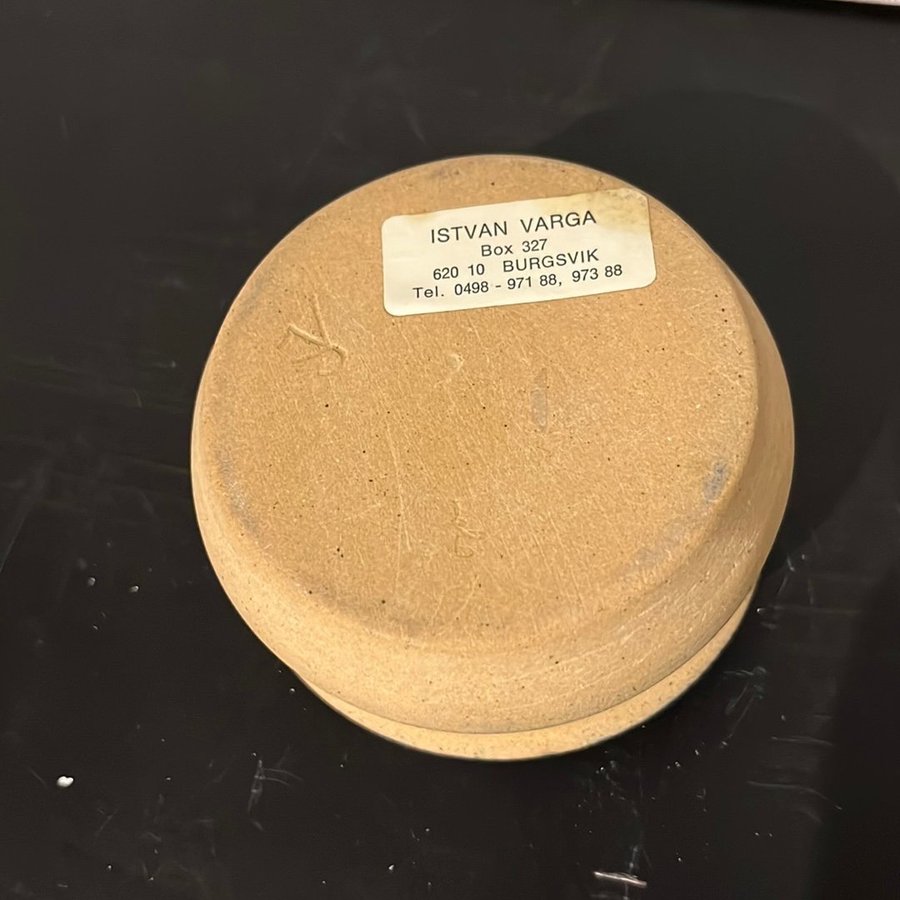 ISTVAN VARGA
Box 327
620 10 BURGSVIK
Tel. 0498 - 971 88, 973 88